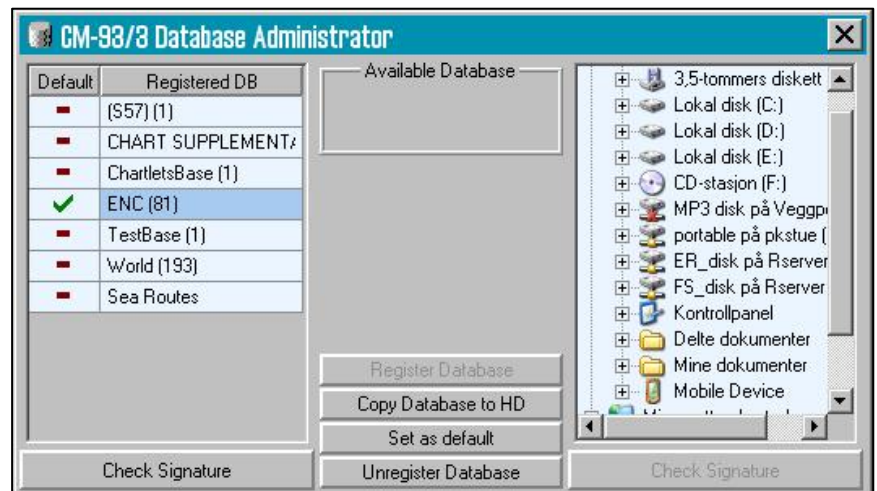 CM-93/3 Database Administrator
Default Registered DB
(S57) (1)
CHART SUPPLEMENTA
ChartletsBase (1)
ENC (81)
TestBase (1)
World (193)
Sea Routes
Check Signature
Available Database
Register Database
Copy Database to HD
Set as default
Unregister Database
3,5-tommers diskett
Lokal disk (C:)
Lokal disk (D:)
Lokal disk (E:)
CD-stasjon (F:)
MP3 disk på Veggp
portable på pkstue (
ER_disk på Rserver
FS_disk på Rserver
Kontrollpanel
Delte dokumenter
Mine dokumenter
Mobile Device
Check Signature